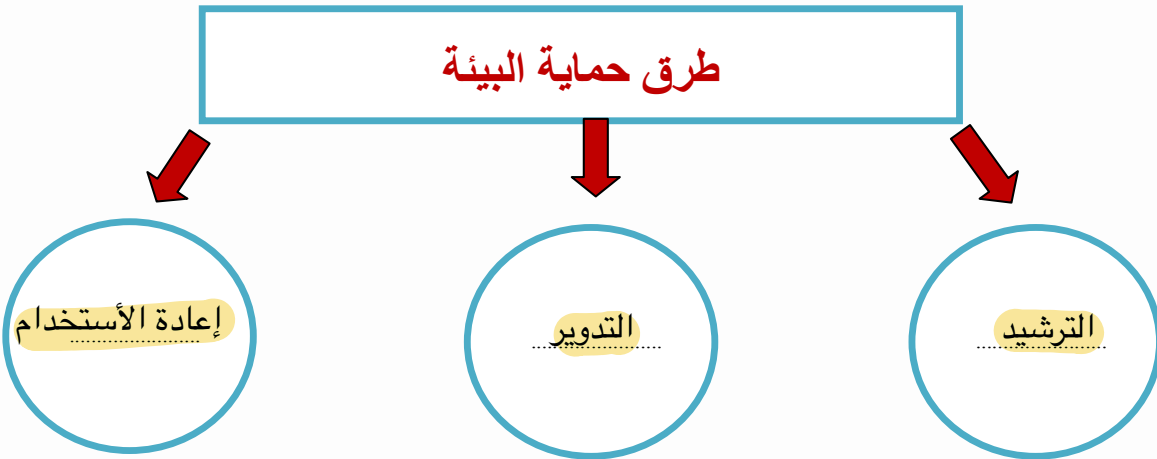 طرق حماية البيئة
الترشيد
التدوير
إعادة الأستخدام